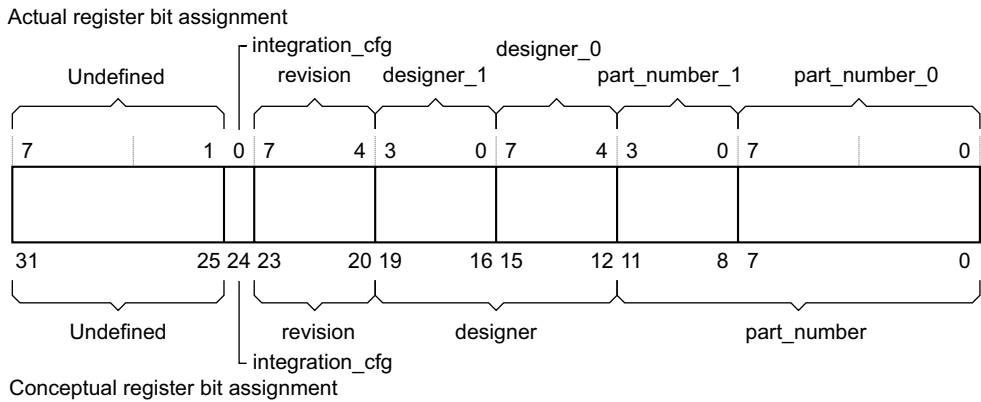 Actual register bit assignment
integration_cfg
designer_0
Undefined revision designer_1 part_number_1 part_number_0
7 1 0 7 4 3 0 7 4 3 0 7 0
31 25 24 23 20 19 16 15 12 11 8 7 0
Undefined revision designer part_number
integration_cfg
Conceptual register bit assignment